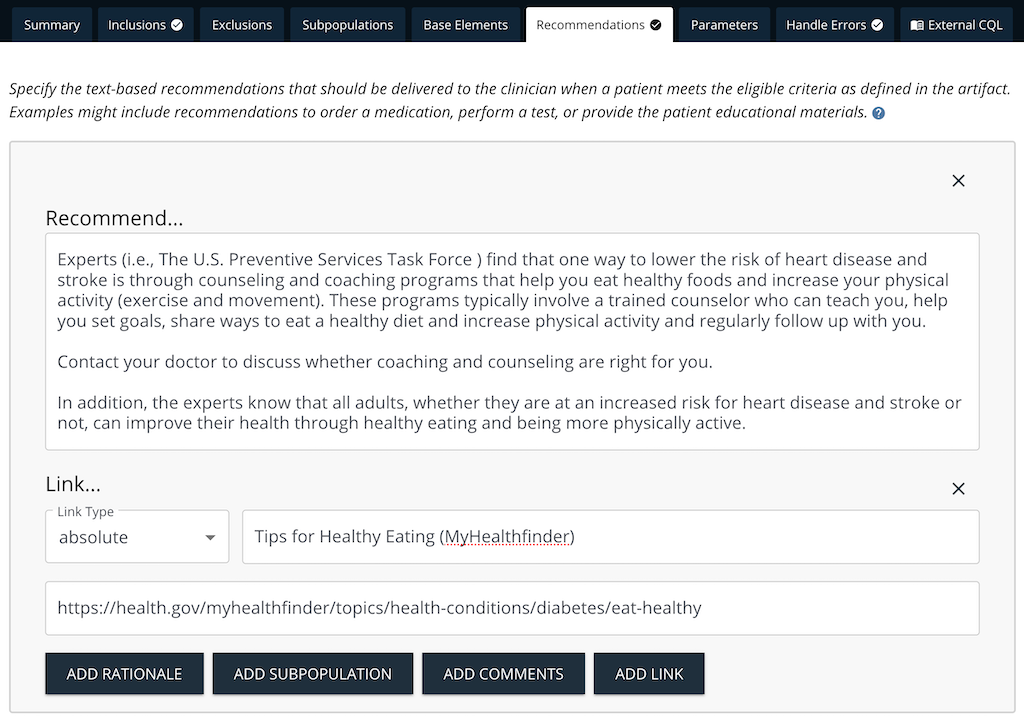 Summary Inclusions Exclusions Subpopulations Base Elements Recommendations Parameters Handle Errors External CQL
Specify the text-based recommendations that should be delivered to the clinician when a patient meets the eligible criteria as defined in the artifact.
Examples might include recommendations to order a medication, perform a test, or provide the patient educational materials. ?
Recommend...
Experts (i.e., The U.S. Preventive Services Task Force ) find that one way to lower the risk of heart disease and
stroke is through counseling and coaching programs that help you eat healthy foods and increase your physical
activity (exercise and movement). These programs typically involve a trained counselor who can teach you, help
you set goals, share ways to eat a healthy diet and increase physical activity and regularly follow up with you.
Contact your doctor to discuss whether coaching and counseling are right for you.
In addition, the experts know that all adults, whether they are at an increased risk for heart disease and stroke or
not, can improve their health through healthy eating and being more physically active.
Link...
Link Type
absolute Tips for Healthy Eating (MyHealthfinder)
https://health.gov/myhealthfinder/topics/health-conditions/diabetes/eat-healthy
ADD RATIONALE ADD SUBPOPULATION ADD COMMENTS ADD LINK